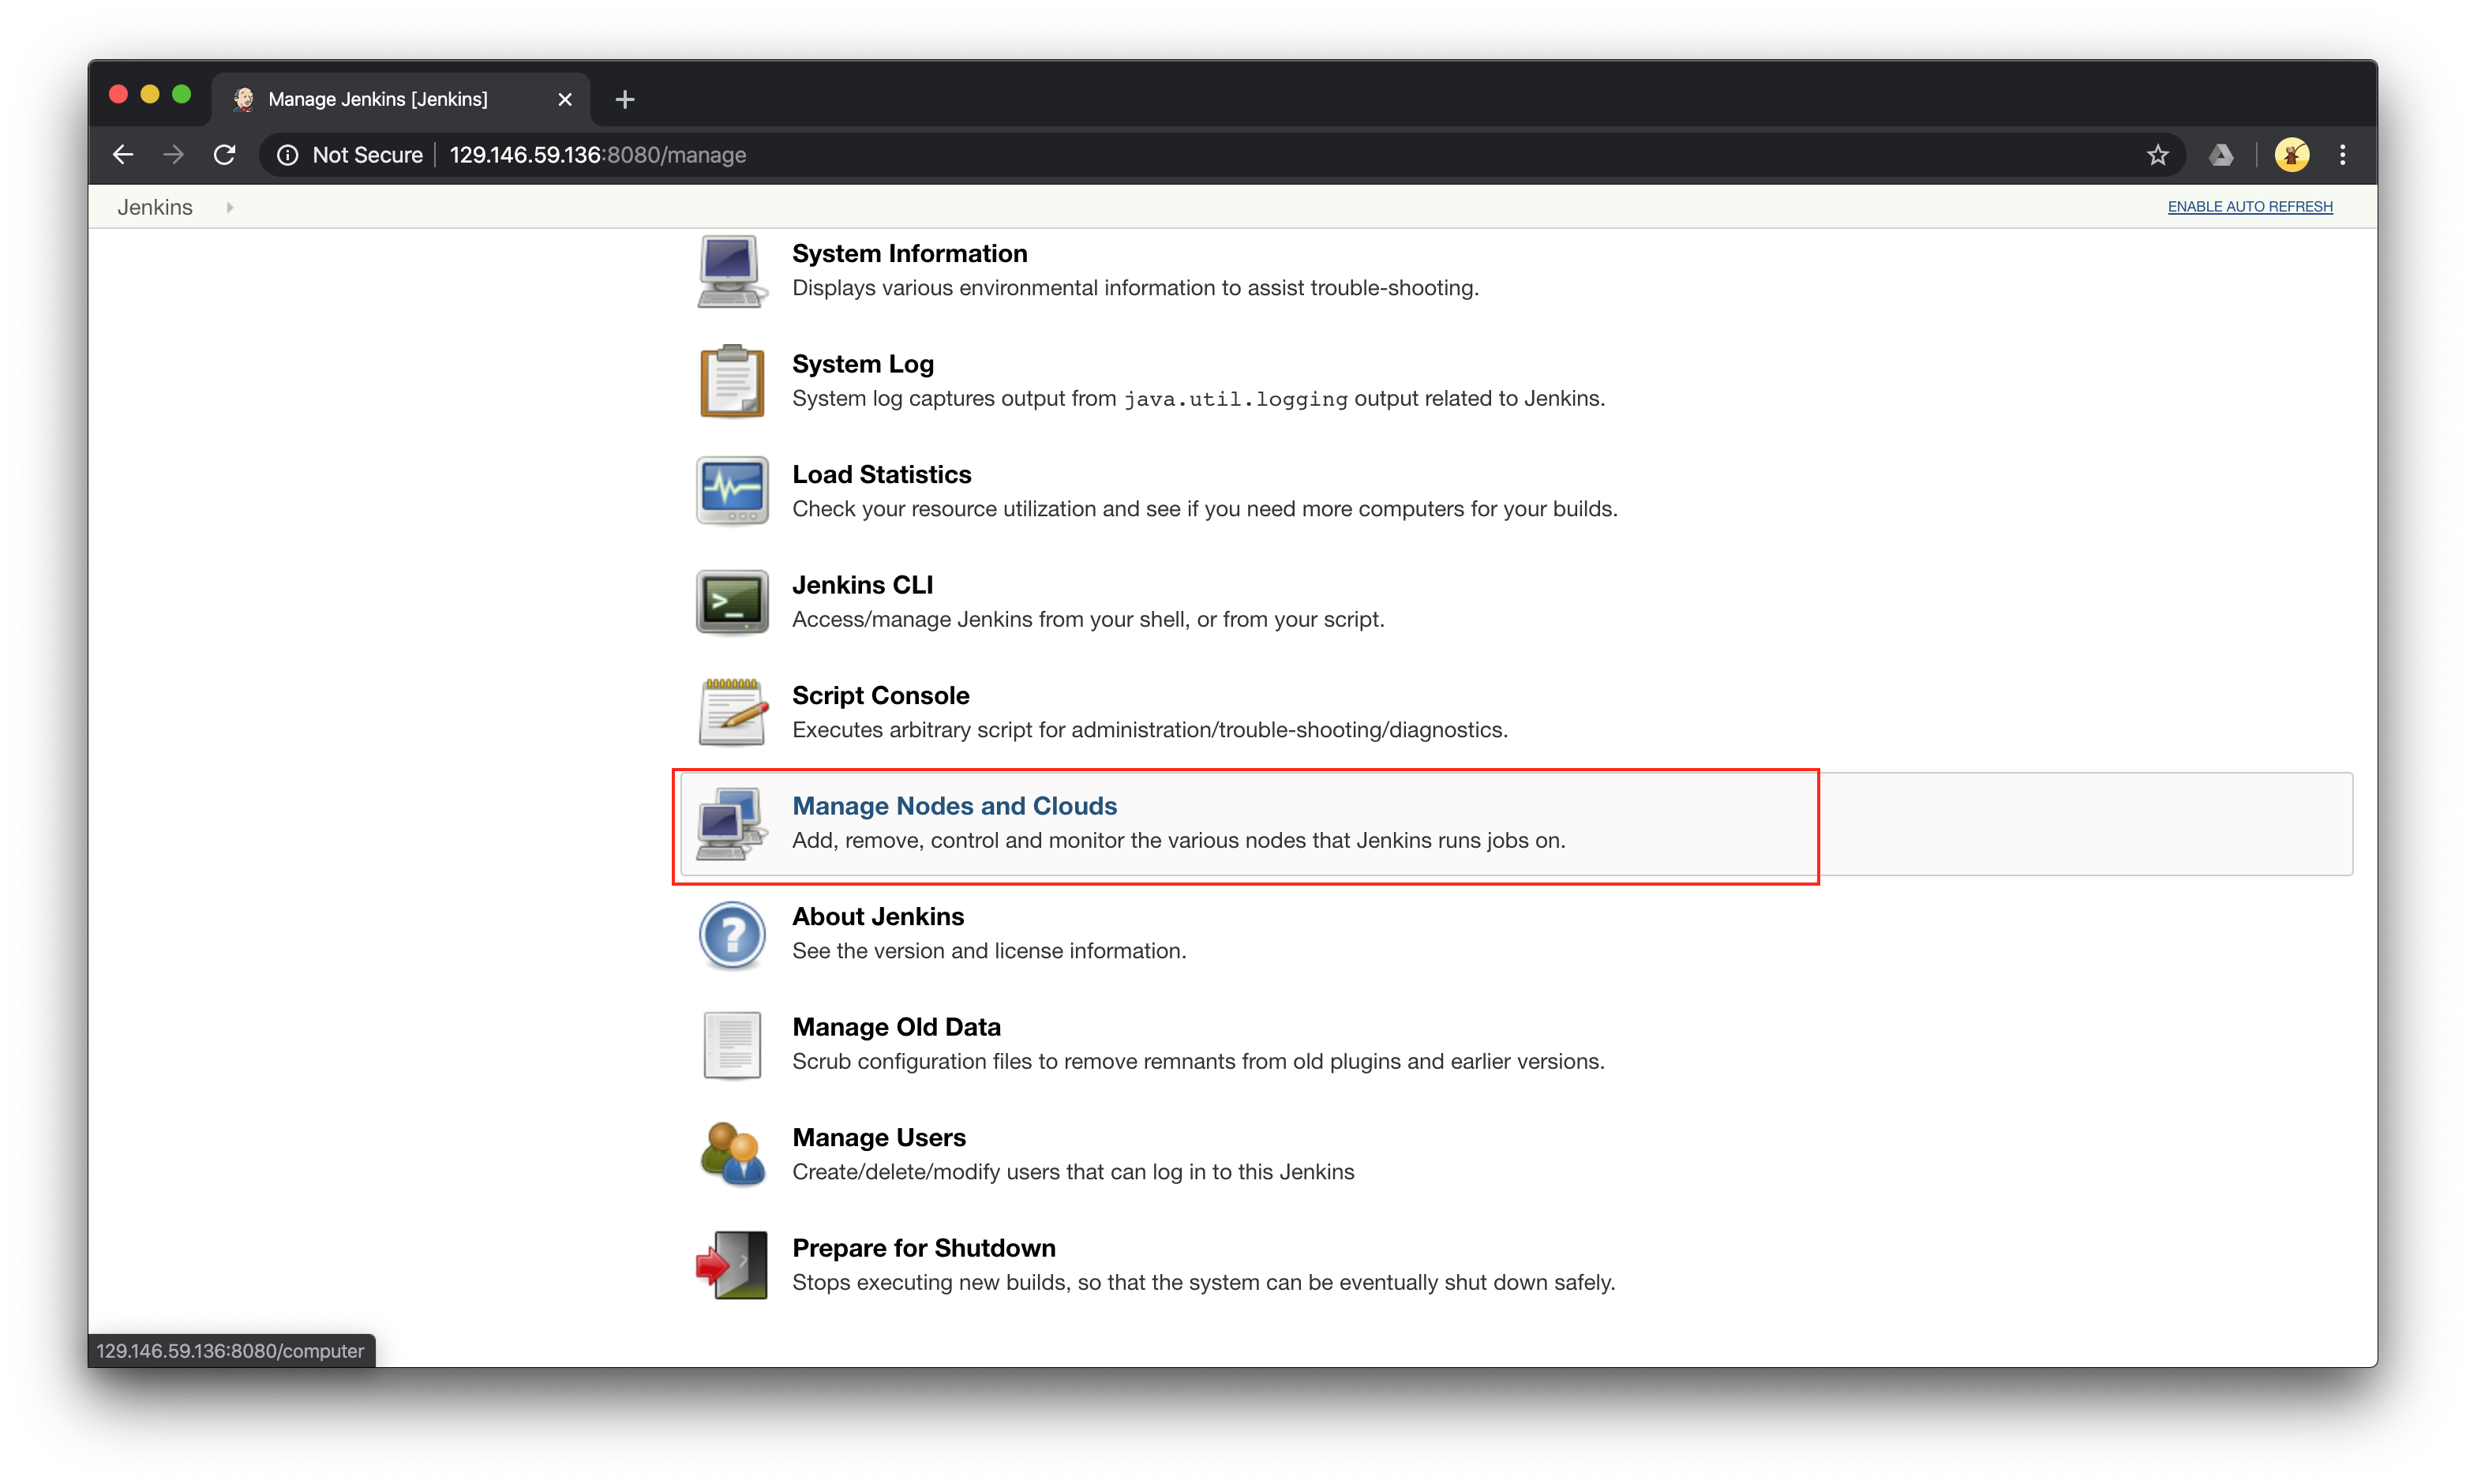 Manage Jenkins [Jenkins]
Not Secure 129.146.59.136:8080/manage
Jenkins
ENABLE AUTO REFRESH
System Information
Displays various environmental information to assist trouble-shooting.
System Log
System log captures output from java.util.logging output related to Jenkins.
Load Statistics
Check your resource utilization and see if you need more computers for your builds.
Jenkins CLI
Access/manage Jenkins from your shell, or from your script.
Script Console
Executes arbitrary script for administration/trouble-shooting/diagnostics.
Manage Nodes and Clouds
Add, remove, control and monitor the various nodes that Jenkins runs jobs on.
About Jenkins
See the version and license information.
Manage Old Data
Scrub configuration files to remove remnants from old plugins and earlier versions.
Manage Users
Create/delete/modify users that can log in to this Jenkins
Prepare for Shutdown
Stops executing new builds, so that the system can be eventually shut down safely.
129.146.59.136:8080/computer